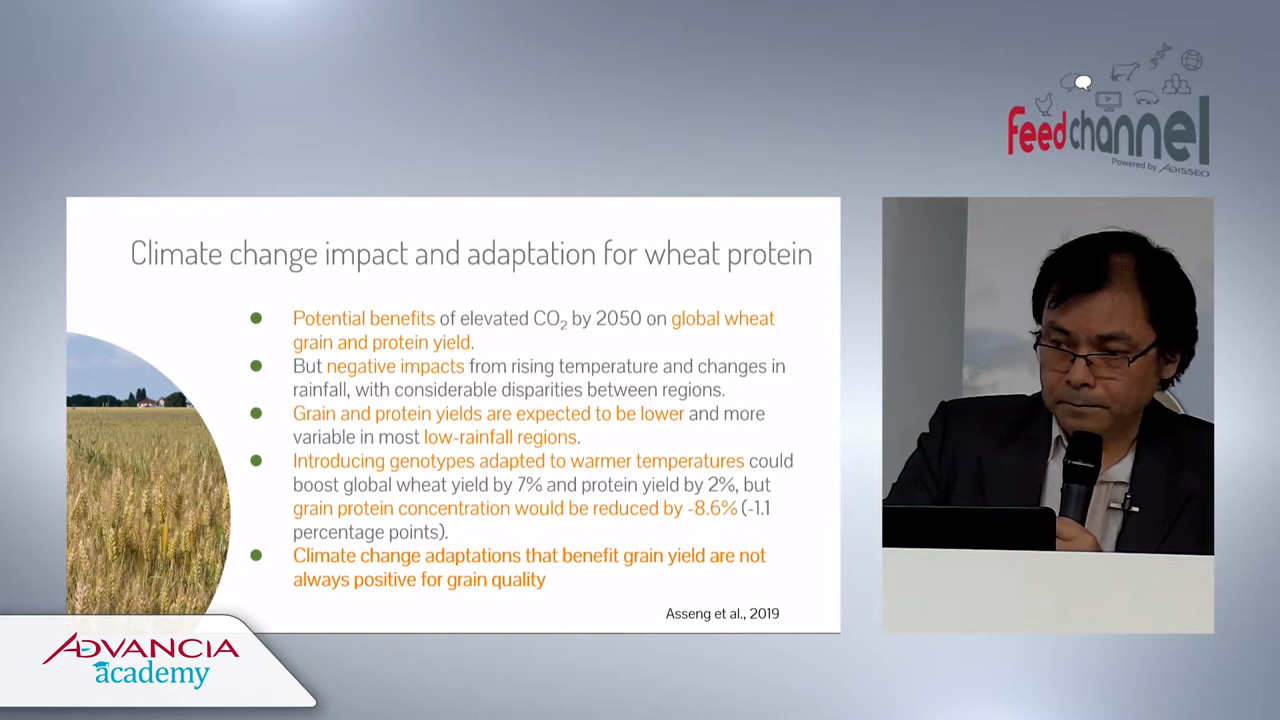 feedchannel
Powered by ADISSEO
Climate change impact and adaptation for wheat protein
Potential benefits of elevated CO₂ by 2050 on global wheat
grain and protein yield.
But negative impacts from rising temperature and changes in
rainfall, with considerable disparities between regions.
Grain and protein yields are expected to be lower and more
variable in most low-rainfall regions.
Introducing genotypes adapted to warmer temperatures could
boost global wheat yield by 7% and protein yield by 2%, but
grain protein concentration would be reduced by -8.6% (-1.1
percentage points).
Climate change adaptations that benefit grain yield are not
always positive for grain quality
Asseng et al., 2019
ADVANCIA
academy